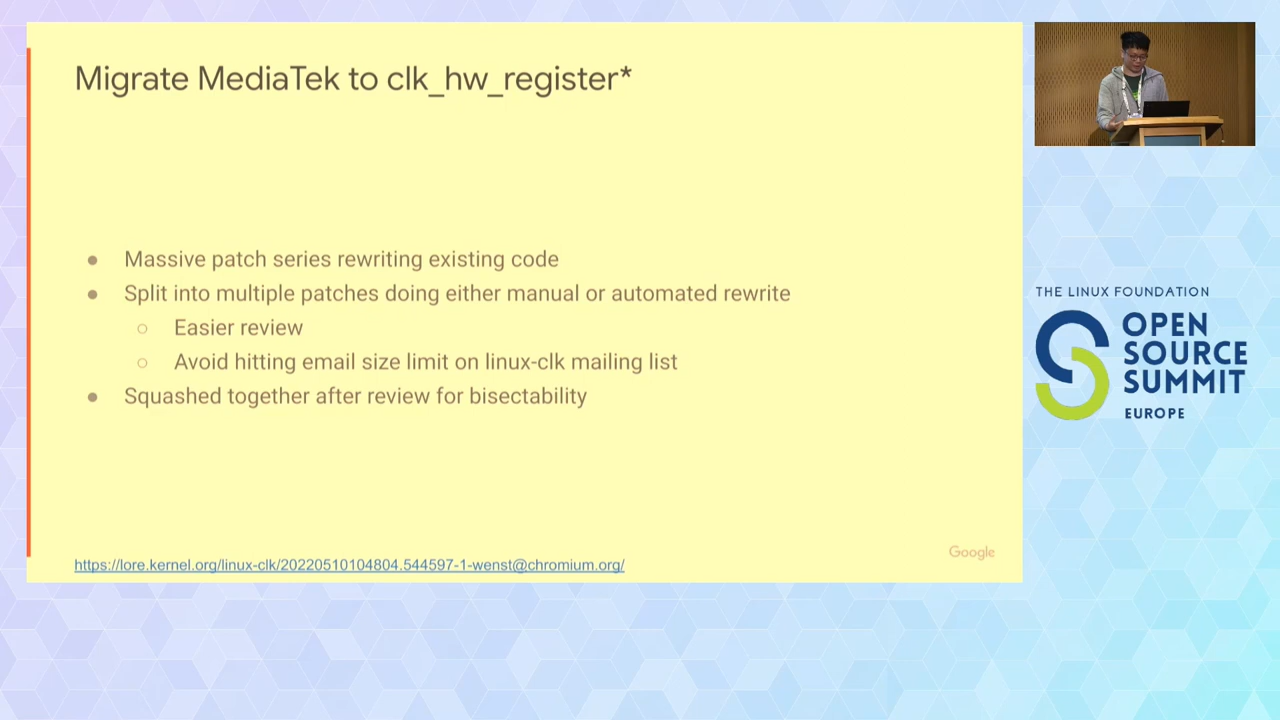 Migrate MediaTek to clk_hw_register*
● Massive patch series rewriting existing code
● Split into multiple patches doing either manual or automated rewrite
○ Easier review
○ Avoid hitting email size limit on linux-clk mailing list
● Squashed together after review for bisectability
https://lore.kernel.org/linux-clk/20220510104804.544597-1-wenst@chromium.org/
Google
THE LINUX FOUNDATION
OPEN
SOURCE
SUMMIT
EUROPE